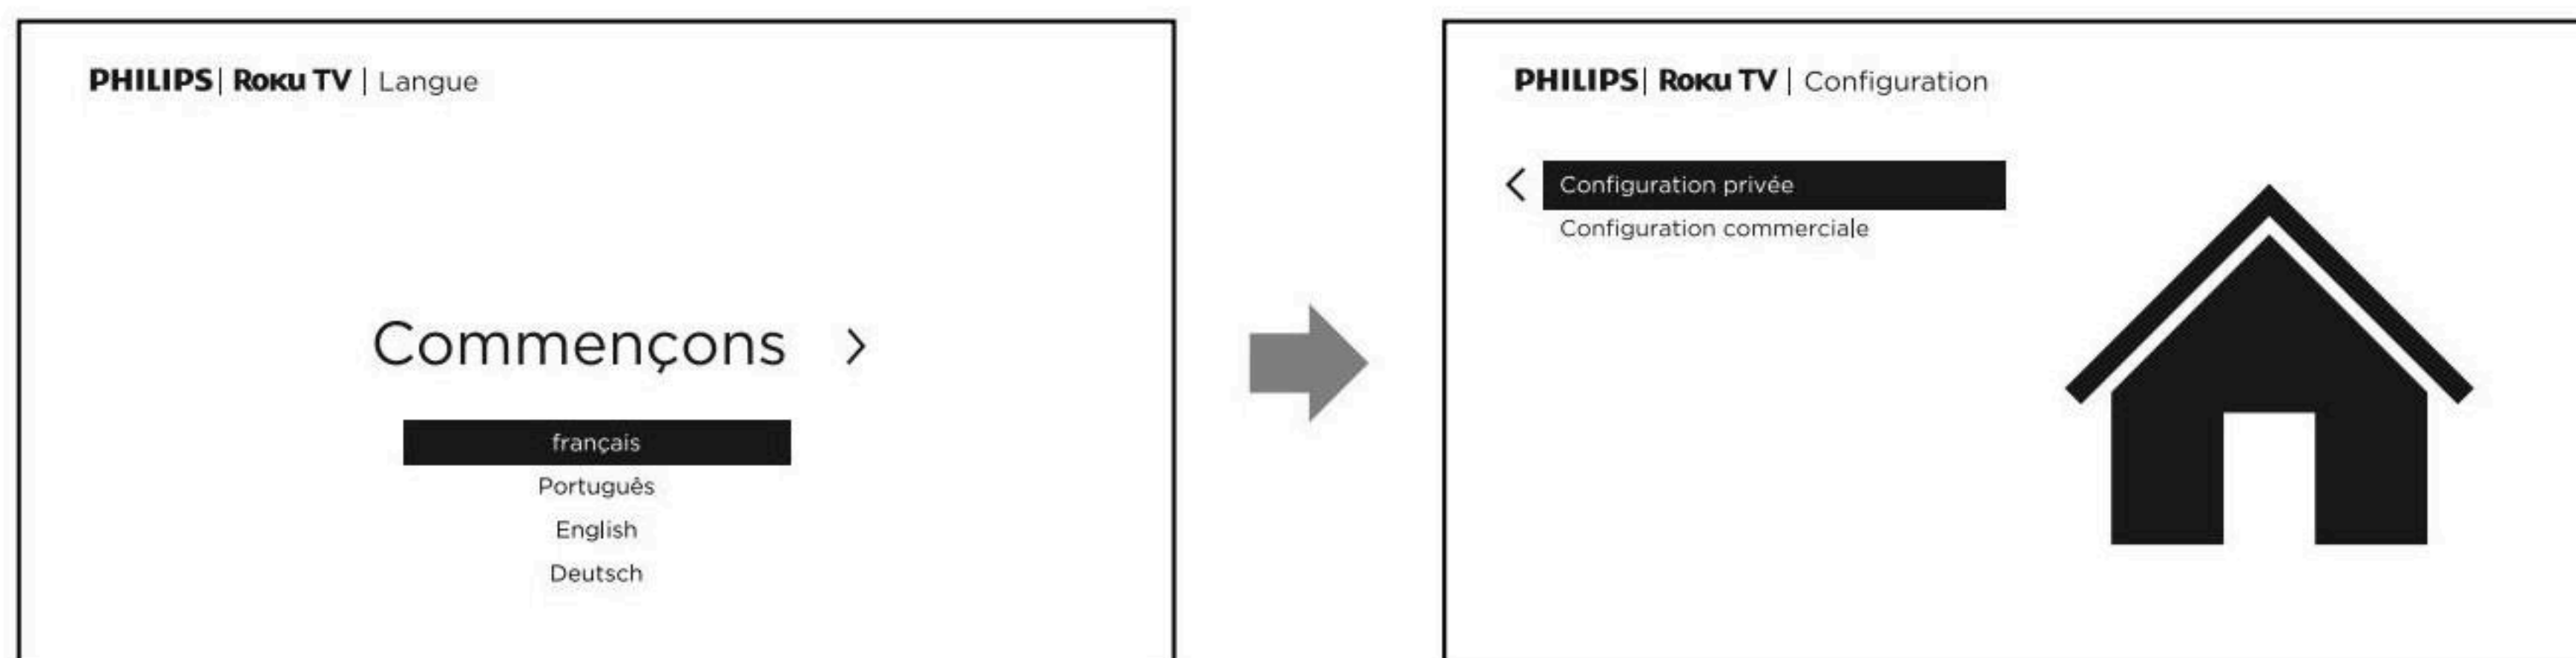 PHILIPS | Roku TV | Langue
Commençons >
français
Português
English
Deutsch
PHILIPS | Roku TV | Configuration
Configuration privée
Configuration commerciale